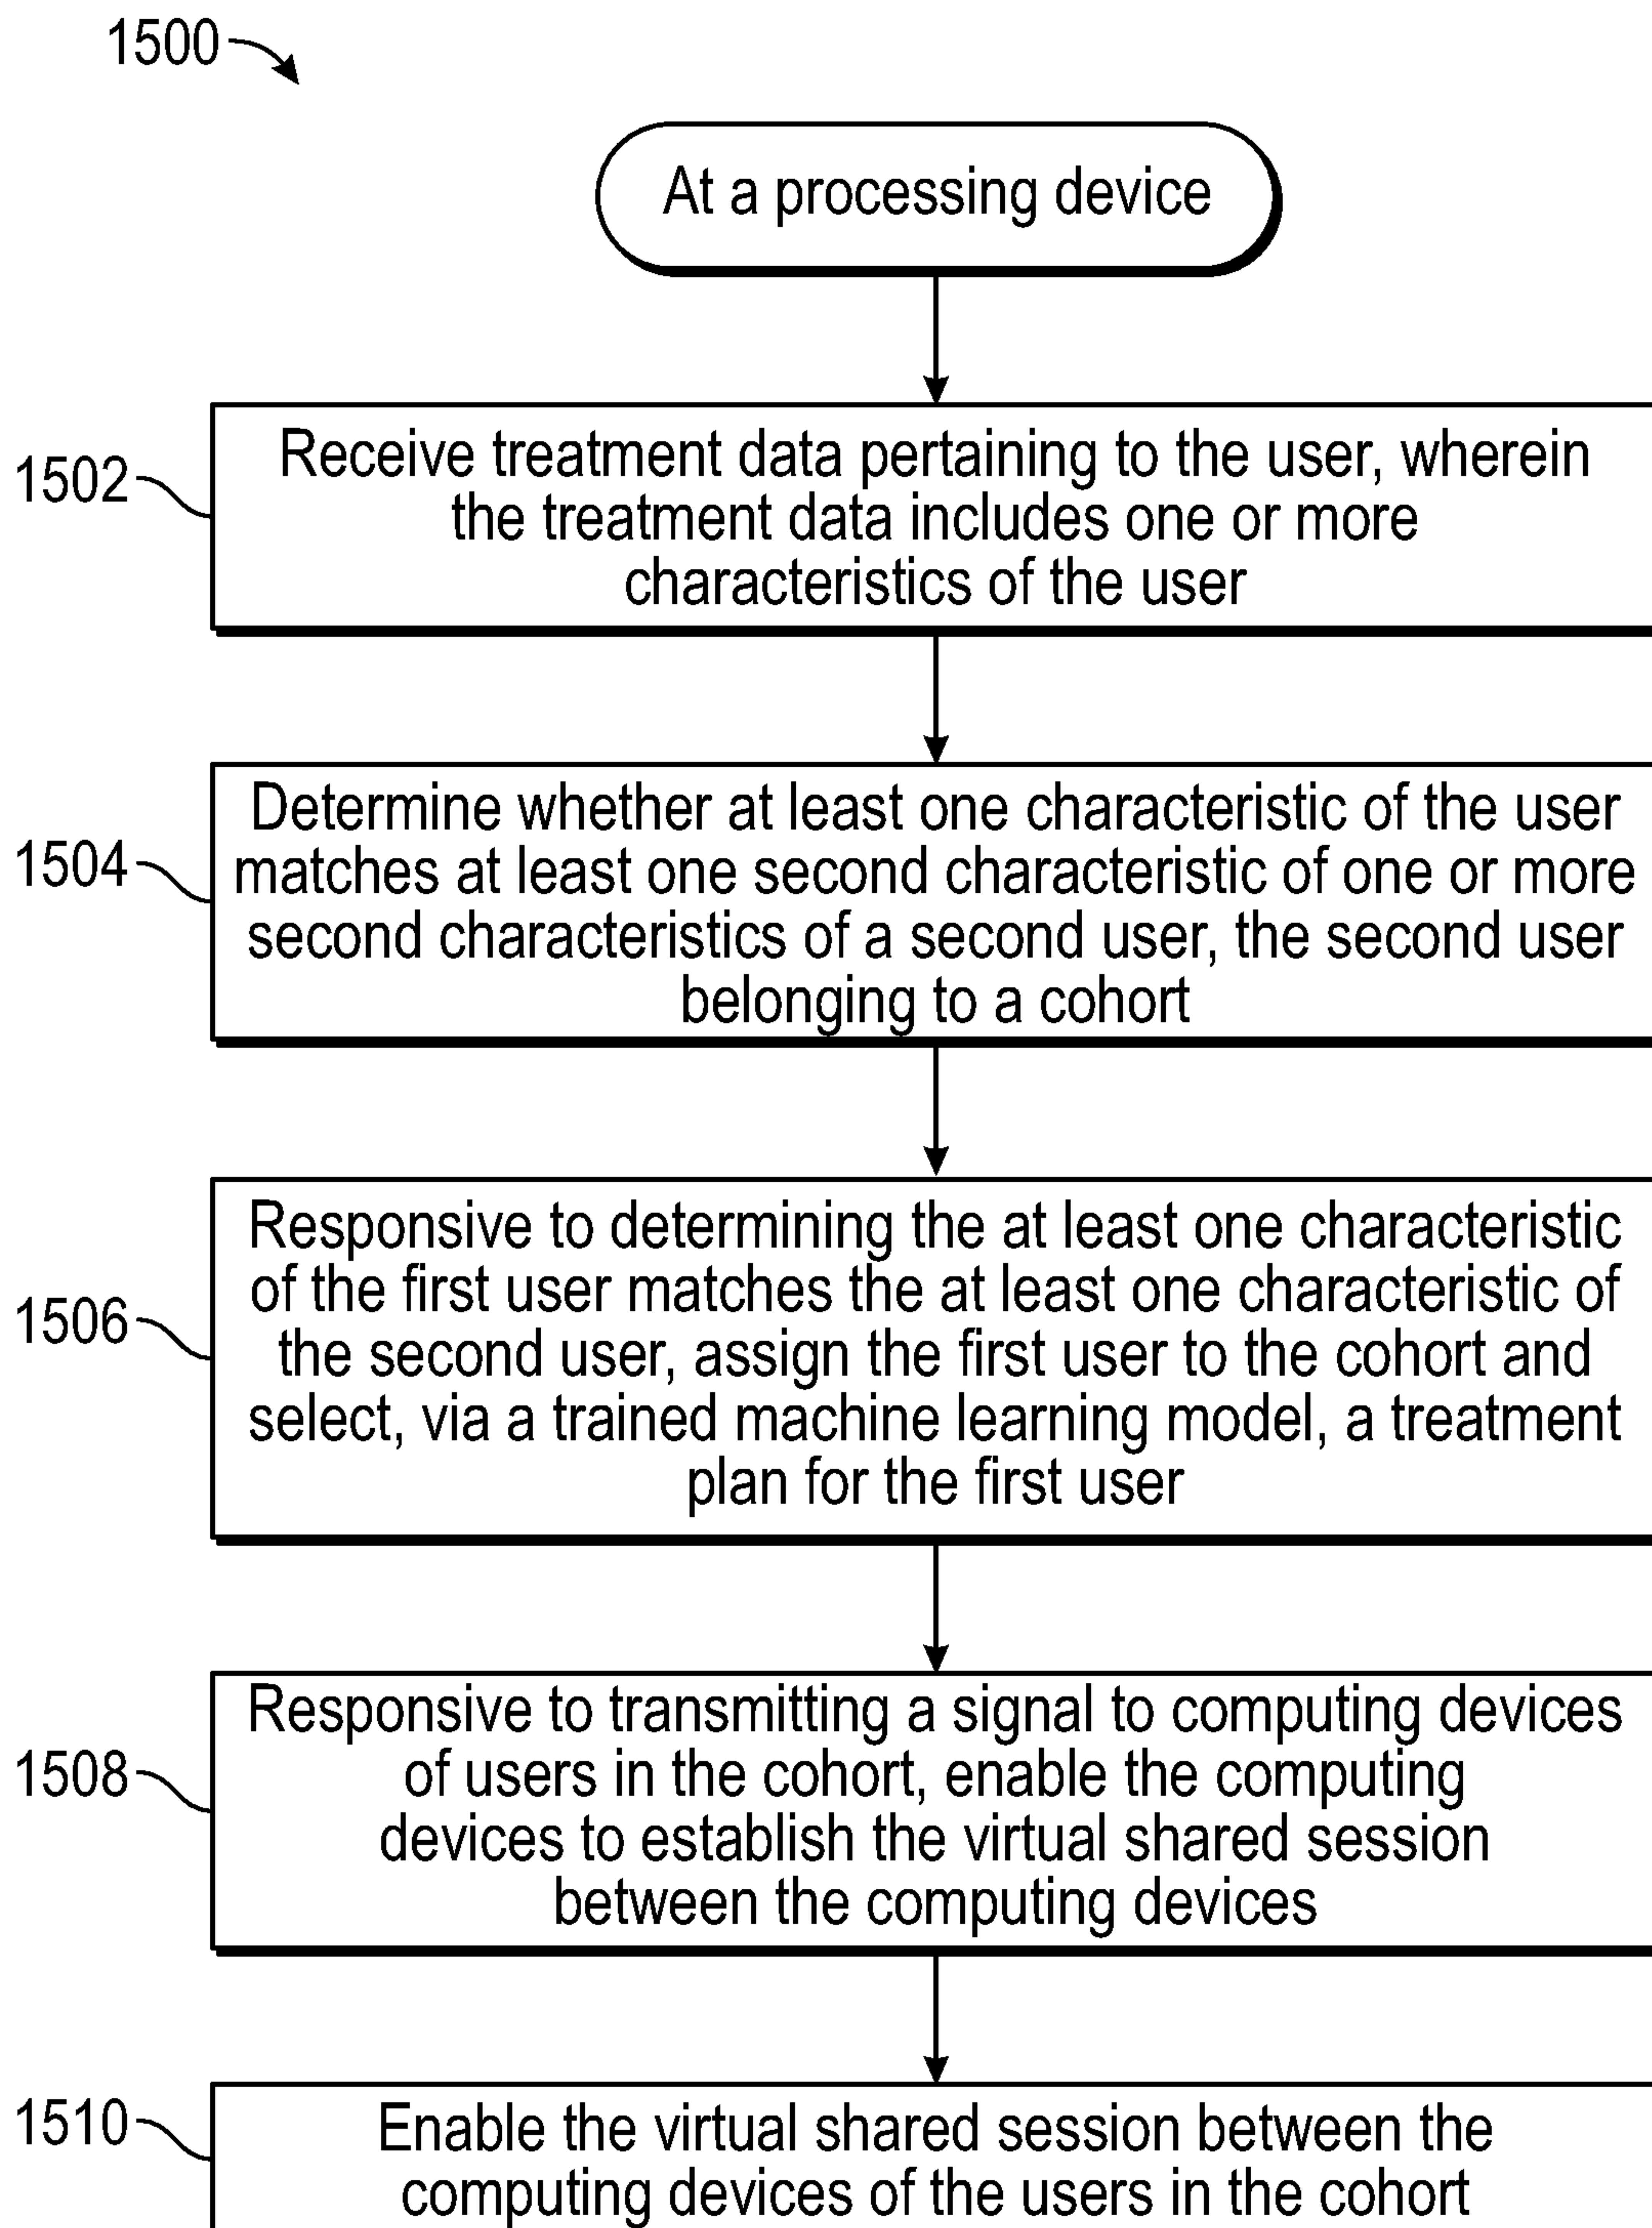 1500
At a processing device
1502
Receive treatment data pertaining to the user, wherein
the treatment data includes one or more
characteristics of the user
1504
Determine whether at least one characteristic of the user
matches at least one second characteristic of one or more
second characteristics of a second user, the second user
belonging to a cohort
1506
Responsive to determining the at least one characteristic
of the first user matches the at least one characteristic of
the second user, assign the first user to the cohort and
select, via a trained machine learning model, a treatment
plan for the first user
1508
Responsive to transmitting a signal to computing devices
of users in the cohort, enable the computing
devices to establish the virtual shared session
between the computing devices
1510
Enable the virtual shared session between the
computing devices of the users in the cohort